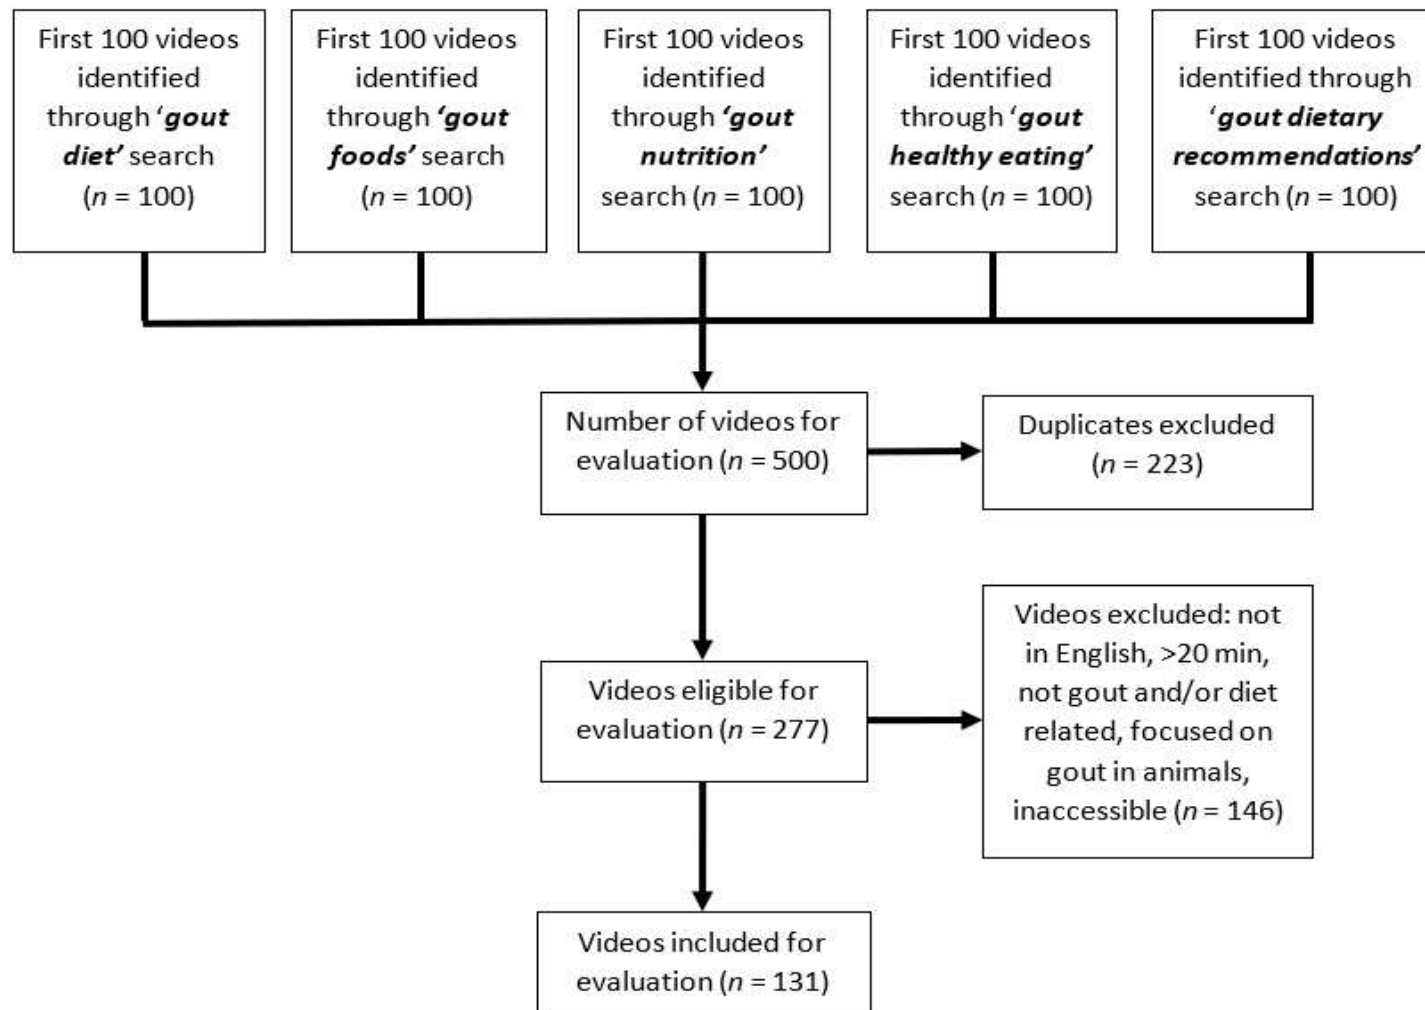 First 100 videos
identified
through ‘gout
diet’ search
(n = 100)
First 100 videos
identified
through ‘gout
foods’ search
(n = 100)
First 100 videos
identified
through ‘gout
nutrition’
search (n = 100)
First 100 videos
identified
through ‘gout
healthy eating’
search (n = 100)
First 100 videos
identified through
‘gout dietary
recommendations’
search (n = 100)
Number of videos for
evaluation (n = 500)
Duplicates excluded
(n = 223)
Videos eligible for
evaluation (n = 277)
Videos excluded: not
in English, >20 min,
not gout and/or diet
related, focused on
gout in animals,
inaccessible (n = 146)
Videos included for
evaluation (n = 131)